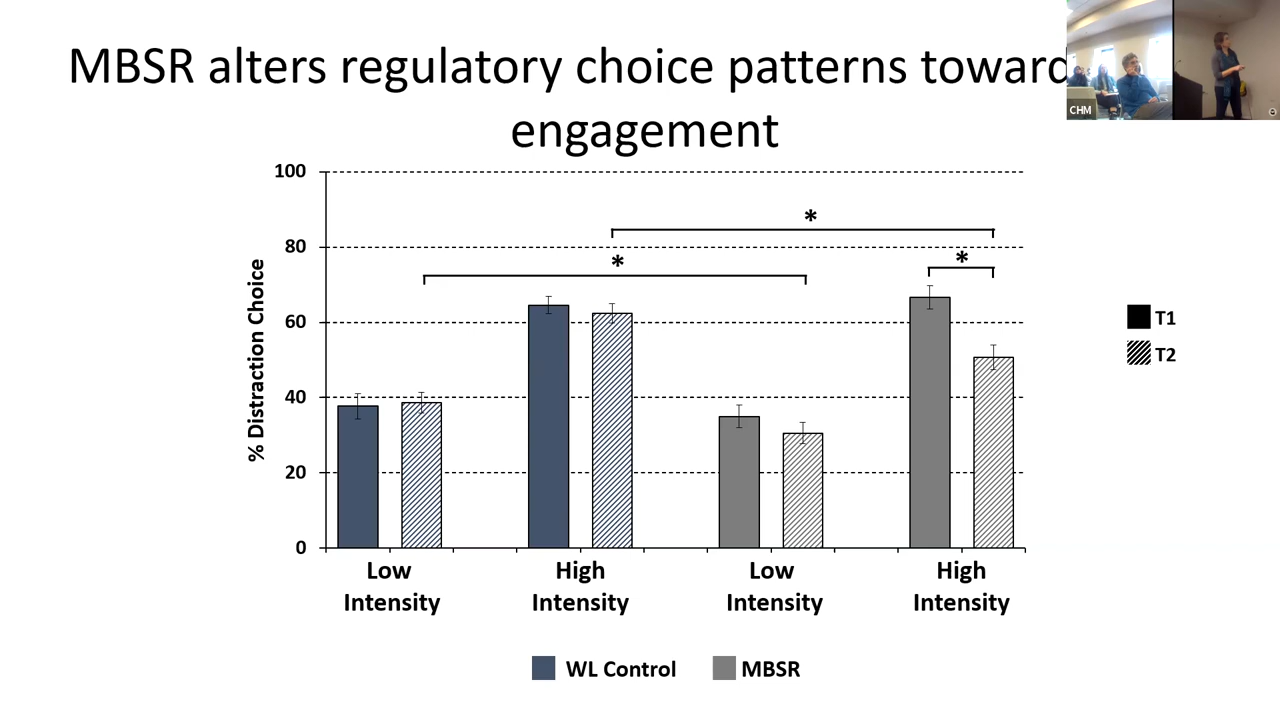 MBSR alters regulatory choice patterns toward
engagement
CHM
100
80
60
40
20
0
% Distraction Choice
*
*
*
T1
T2
Low
Intensity
High
Intensity
Low
Intensity
High
Intensity
WL Control
MBSR